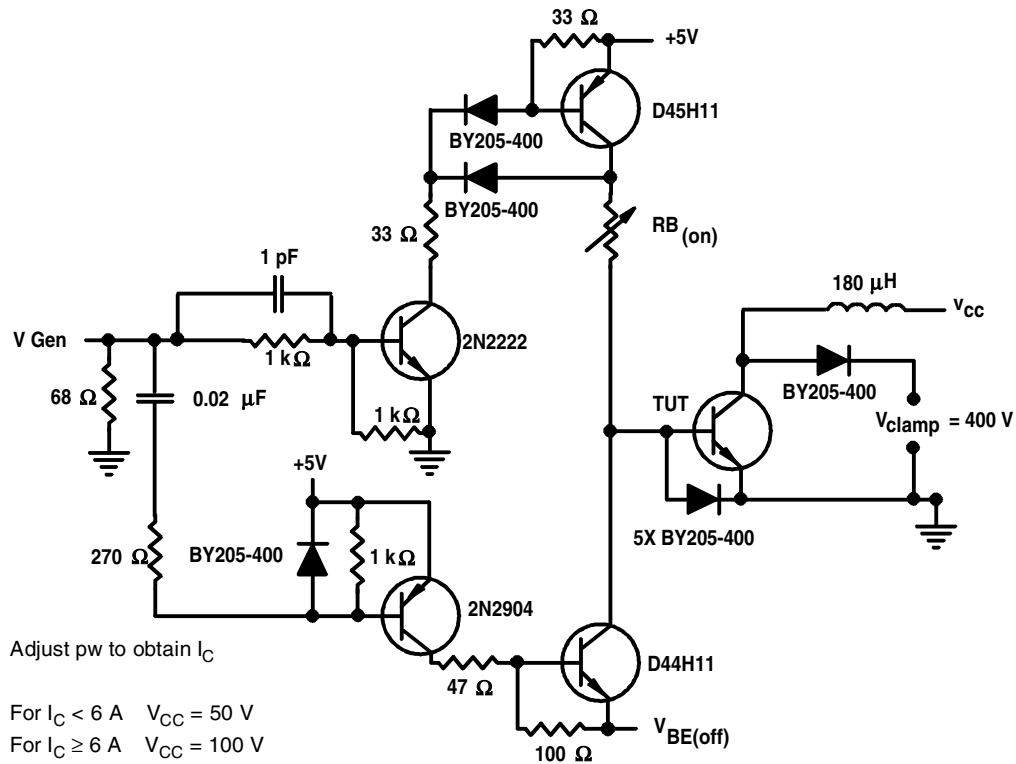 33 Ω
+5V
D45H11
BY205-400
BY205-400
33 Ω
RB(on)
1 pF
180 μH
vCC
V Gen
2N2222
1 kΩ
BY205-400
68 Ω
0.02 μF
TUT
Vclamp = 400 V
1 kΩ
+5V
5X BY205-400
270 Ω
BY205-400
1 kΩ
2N2904
Adjust pw to obtain IC
D44H11
47 Ω
For IC < 6 A VCC = 50 V
VBE(off)
For IC ≥ 6 A VCC = 100 V
100 Ω